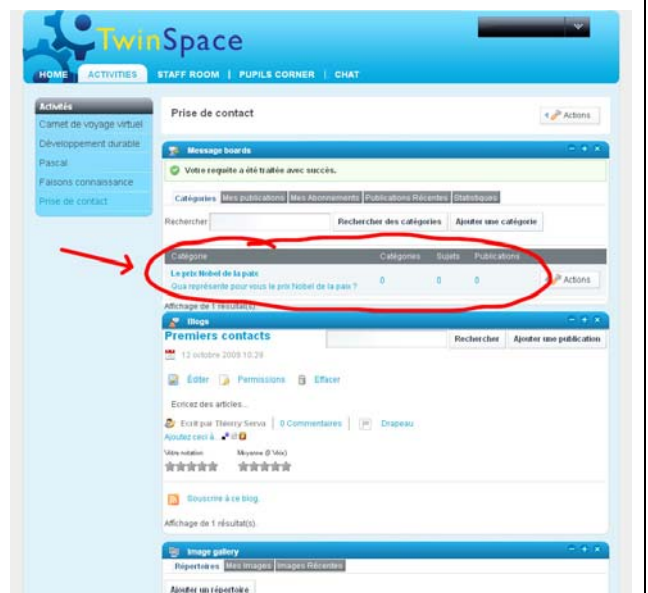 TwinSpace
HOME ACTIVITIES STAFF ROOM | PUPILS CORNER | CHAT
Activités
Carnet de voyage virtuel
Développement durable
Pascal
Faisons connaissance
Prise de contact
Prise de contact
Actions
Message boards
Votre requête a été traitée avec succès.
Catégories Mes publications Mes Abonnements Publications Récentes Statistiques
Rechercher Rechercher des catégories Ajouter une catégorie
Catégorie Catégories Sujets Publications
Le prix Nobel de la paix
Qua représente pour vous le prix Nobel de la paix ? 0 0 0 Actions
Affichage de 1 résultat(s).
Blogs
Premiers contacts Rechercher Ajouter une publication
12 octobre 2009 10:29
Éditer Permissions Effacer
Ecricez des articles...
Ecrit par Thierry Serva | 0 Commentaires | Drapeau
Ajoutez ceci à
Votre notation Moyenne (0 Voix)
Souscrire à ce blog.
Affichage de 1 résultat(s).
Image gallery
Répertoires Mes Images Images Récentes
Ajouter un répertoire